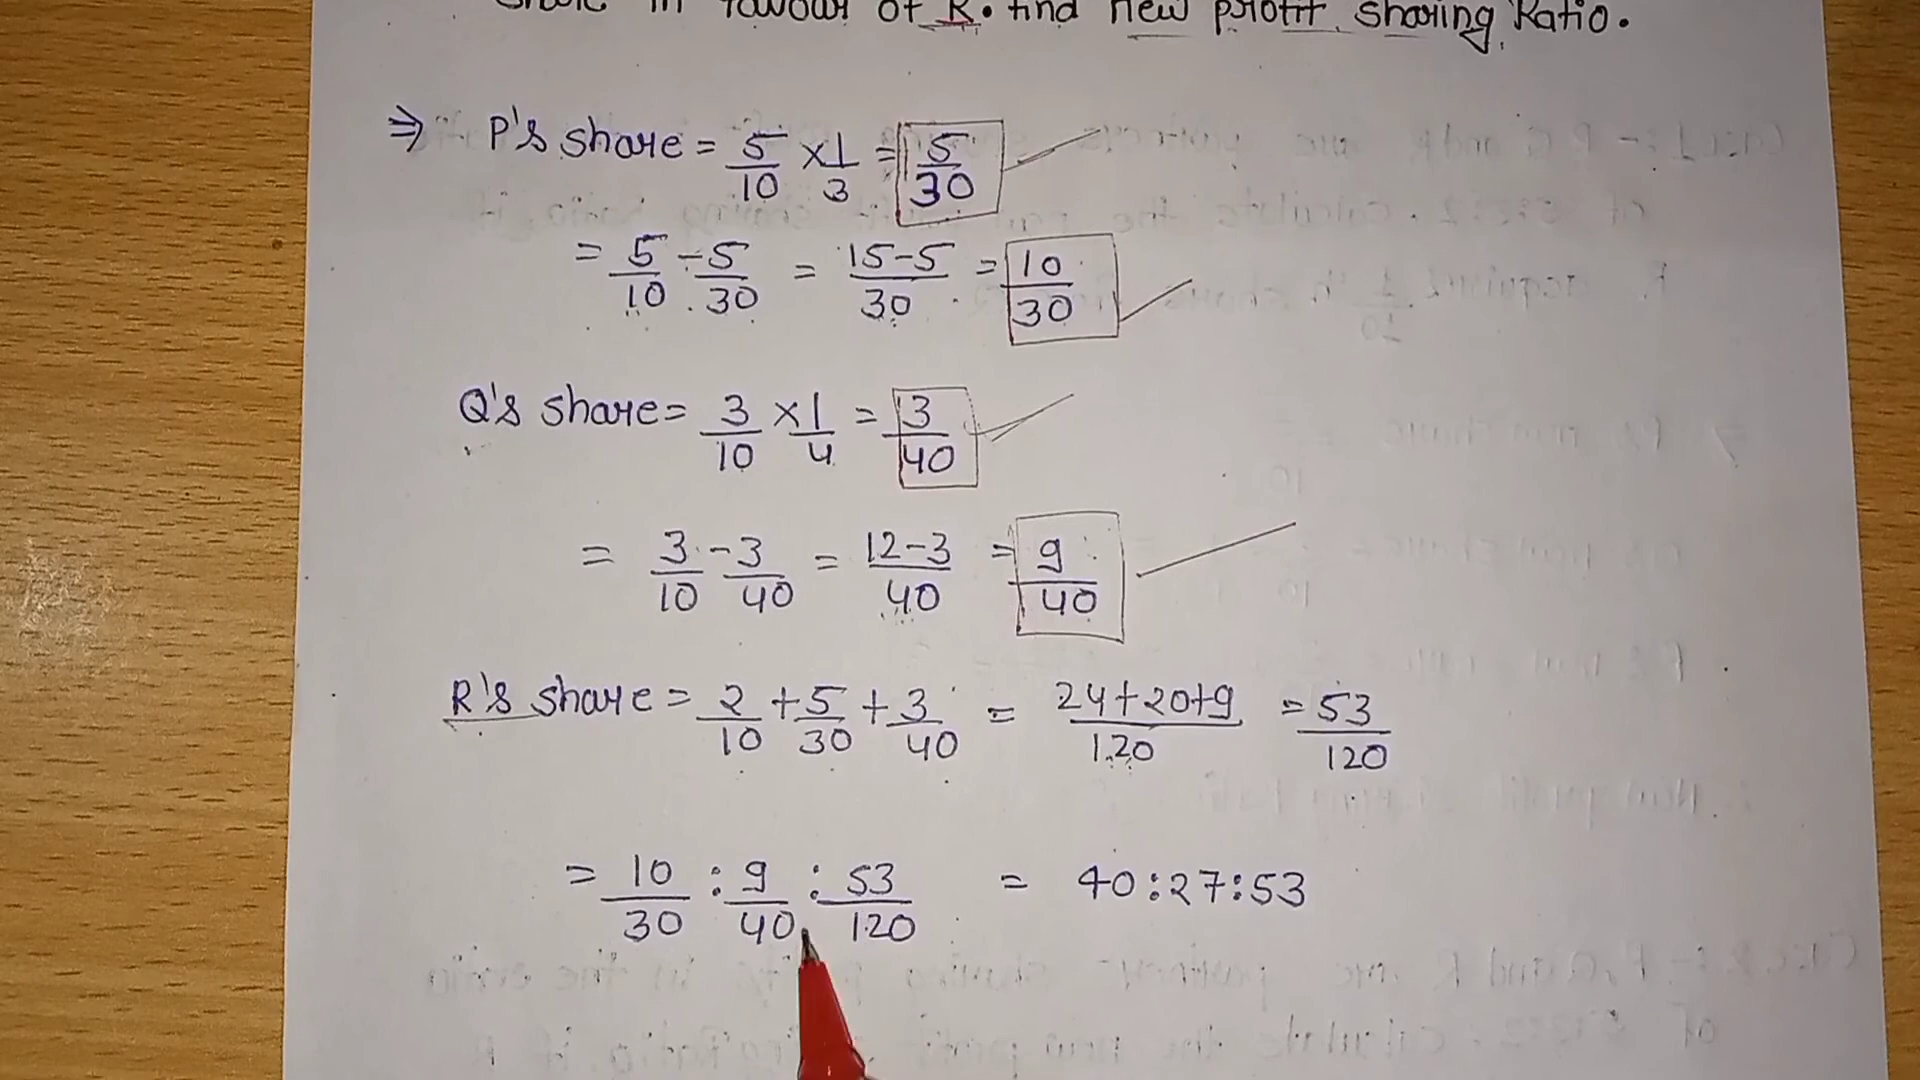 share in favour of R. find new profit sharing Ratio.
⇒ P's share = 5/10 × 1/3 = 5/30
= 5/10 - 5/30 = 15-5/30 = 10/30
Q's share = 3/10 × 1/4 = 3/40
= 3/10 - 3/40 = 12-3/40 = 9/40
R's share = 2/10 + 5/30 + 3/40 = 24+20+9/120 = 53/120
= 10/30 : 9/40 : 53/120 = 40:27:53